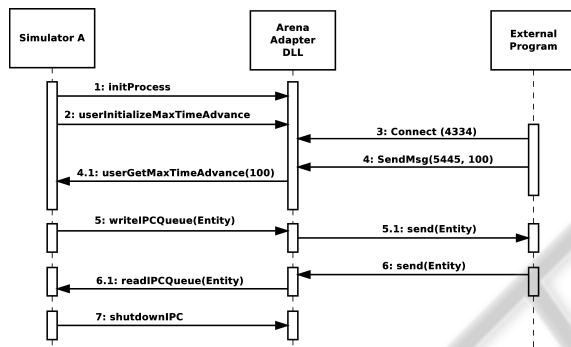 Simulator A
Arena
Adapter
DLL
External
Program
1: initProcess
2: userInitializeMaxTimeAdvance
3: Connect (4334)
4: SendMsg(5445, 100)
4.1: userGetMaxTimeAdvance(100)
5: writeIPCQueue(Entity)
5.1: send(Entity)
6: send(Entity)
6.1: readIPCQueue(Entity)
7: shutdownIPC